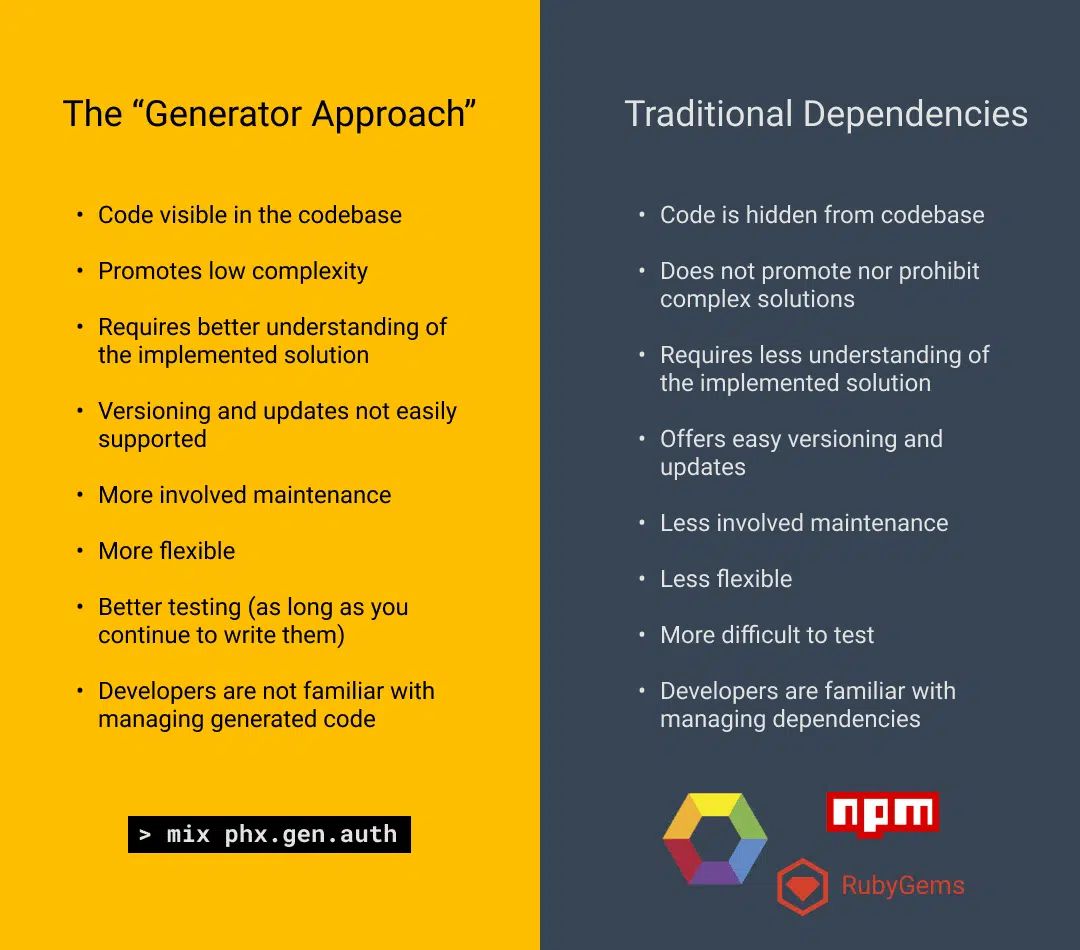 The “Generator Approach”
• Code visible in the codebase
• Promotes low complexity
• Requires better understanding of
the implemented solution
• Versioning and updates not easily
supported
• More involved maintenance
• More flexible
• Better testing (as long as you
continue to write them)
• Developers are not familiar with
managing generated code
> mix phx.gen.auth
Traditional Dependencies
• Code is hidden from codebase
• Does not promote nor prohibit
complex solutions
• Requires less understanding of
the implemented solution
• Offers easy versioning and
updates
• Less involved maintenance
• Less flexible
• More difficult to test
• Developers are familiar with
managing dependencies
npm
RubyGems